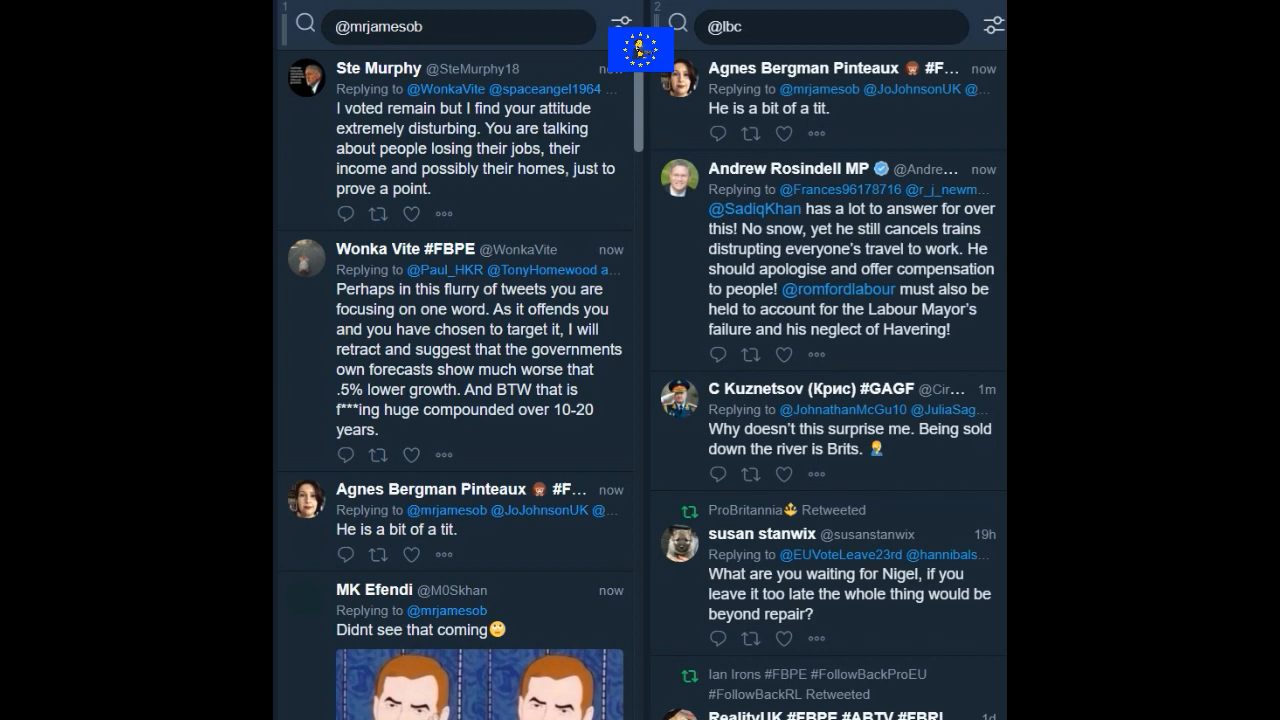 1
@mrjamesob
Ste Murphy @SteMurphy18 now
Replying to @WonkaVite @spaceangel1964 ...
I voted remain but I find your attitude
extremely disturbing. You are talking
about people losing their jobs, their
income and possibly their homes, just to
prove a point.
Wonka Vite #FBPE @WonkaVite now
Replying to @Paul_HKR @TonyHomewood a...
Perhaps in this flurry of tweets you are
focusing on one word. As it offends you
and you have chosen to target it, I will
retract and suggest that the governments
own forecasts show much worse that
.5% lower growth. And BTW that is
f***ing huge compounded over 10-20
years.
Agnes Bergman Pinteaux #F... now
Replying to @mrjamesob @JoJohnsonUK @...
He is a bit of a tit.
MK Efendi @M0Skhan now
Replying to @mrjamesob
Didnt see that coming🙄
2
@lbc
Agnes Bergman Pinteaux #F... now
Replying to @mrjamesob @JoJohnsonUK @...
He is a bit of a tit.
Andrew Rosindell MP @Andre... now
Replying to @Frances96178716 @r_j_newm...
@SadiqKhan has a lot to answer for over
this! No snow, yet he still cancels trains
disrupting everyone's travel to work. He
should apologise and offer compensation
to people! @romfordlabour must also be
held to account for the Labour Mayor's
failure and his neglect of Havering!
C Kuznetsov (Крис) #GAGF @Cir... 1m
Replying to @JohnathanMcGu10 @JuliaSag...
Why doesn't this surprise me. Being sold
down the river is Brits.
ProBritannia Retweeted
susan stanwix @susanstanwix 19h
Replying to @EUVoteLeave23rd @hannibals...
What are you waiting for Nigel, if you
leave it too late the whole thing would be
beyond repair?
Ian Irons #FBPE #FollowBackProEU
#FollowBackRL Retweeted
RealityUK #FBPE #ABTV #FBRL 1d